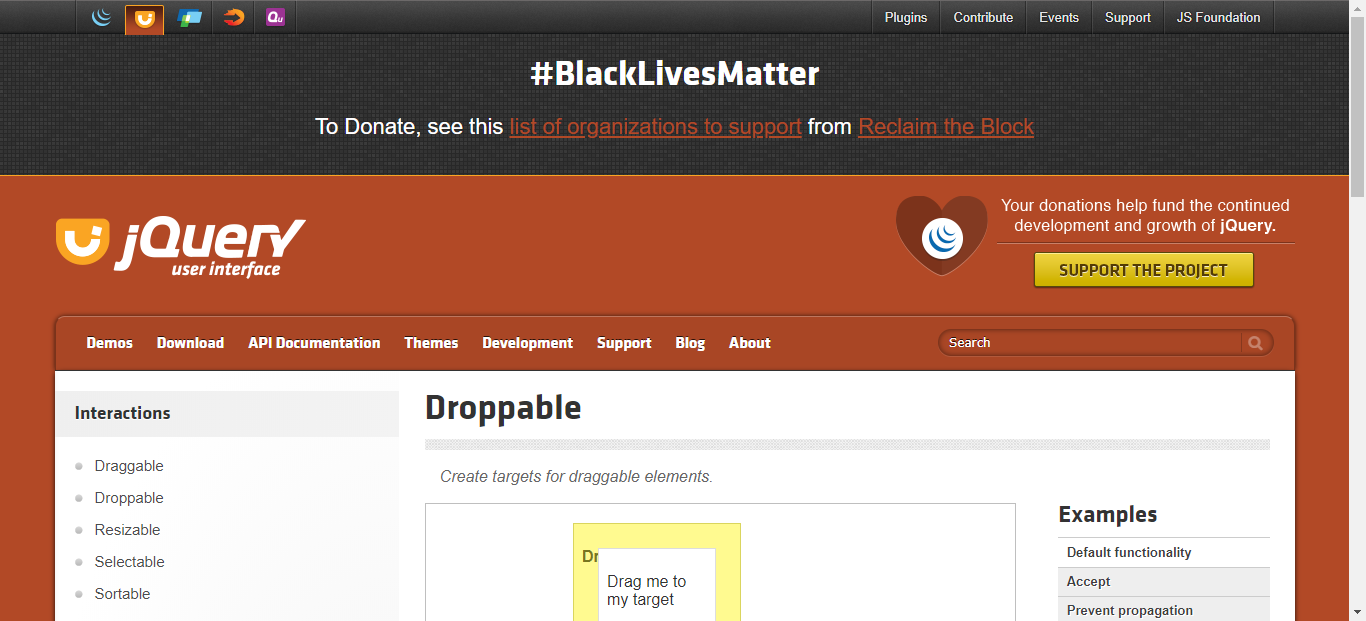 Qu
Plugins
Contribute
Events
Support
JS Foundation
#BlackLivesMatter
To Donate, see this list of organizations to support from Reclaim the Block
jQuery
user interface
Your donations help fund the continued
development and growth of jQuery.
SUPPORT THE PROJECT
Demos
Download
API Documentation
Themes
Development
Support
Blog
About
Search
Interactions
Draggable
Droppable
Resizable
Selectable
Sortable
Droppable
Create targets for draggable elements.
Dr
Drag me to
my target
Examples
Default functionality
Accept
Prevent propagation